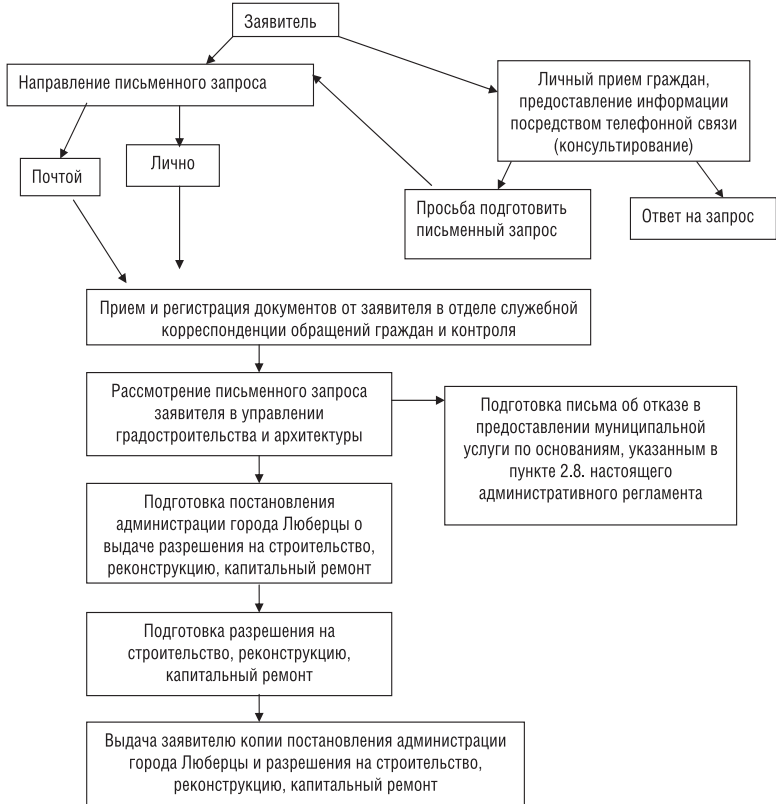 Заявитель
Направление письменного запроса
Личный прием граждан,
предоставление информации
посредством телефонной связи
(консультирование)
Почтой
Лично
Просьба подготовить
письменный запрос
Ответ на запрос
Прием и регистрация документов от заявителя в отделе служебной
корреспонденции обращений граждан и контроля
Рассмотрение письменного запроса
заявителя в управлении
градостроительства и архитектуры
Подготовка письма об отказе в
предоставлении муниципальной
услуги по основаниям, указанным в
пункте 2.8. настоящего
административного регламента
Подготовка постановления
администрации города Люберцы о
выдаче разрешения на строительство,
реконструкцию, капитальный ремонт
Подготовка разрешения на
строительство, реконструкцию,
капитальный ремонт
Выдача заявителю копии постановления администрации
города Люберцы и разрешения на строительство,
реконструкцию, капитальный ремонт